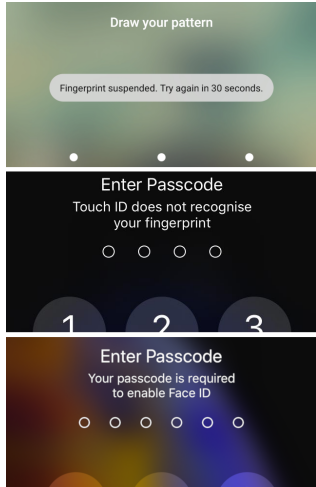 Draw your pattern
Fingerprint suspended. Try again in 30 seconds.
Enter Passcode
Touch ID does not recognise
your fingerprint
1 2 3
Enter Passcode
Your passcode is required
to enable Face ID